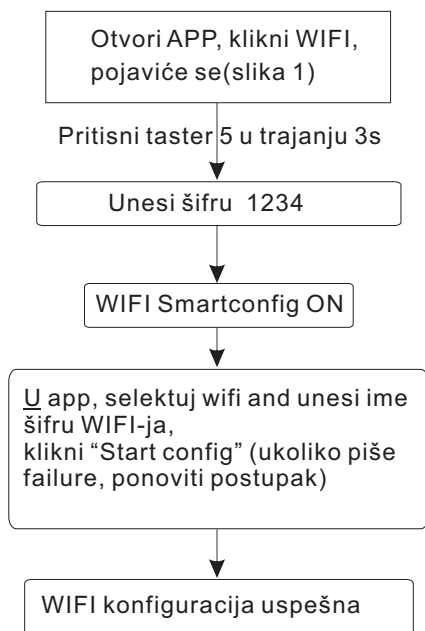 Otvori APP, klikni WIFI,
pojaviće se(slika 1)
Pritisni taster 5 u trajanju 3s
Unesi šifru 1234
WIFI Smartconfig ON
U app, selektuj wifi and unesi ime
šifru WIFI-ja,
klikni “Start config” (ukoliko piše
failure, ponoviti postupak)
WIFI konfiguracija uspešna